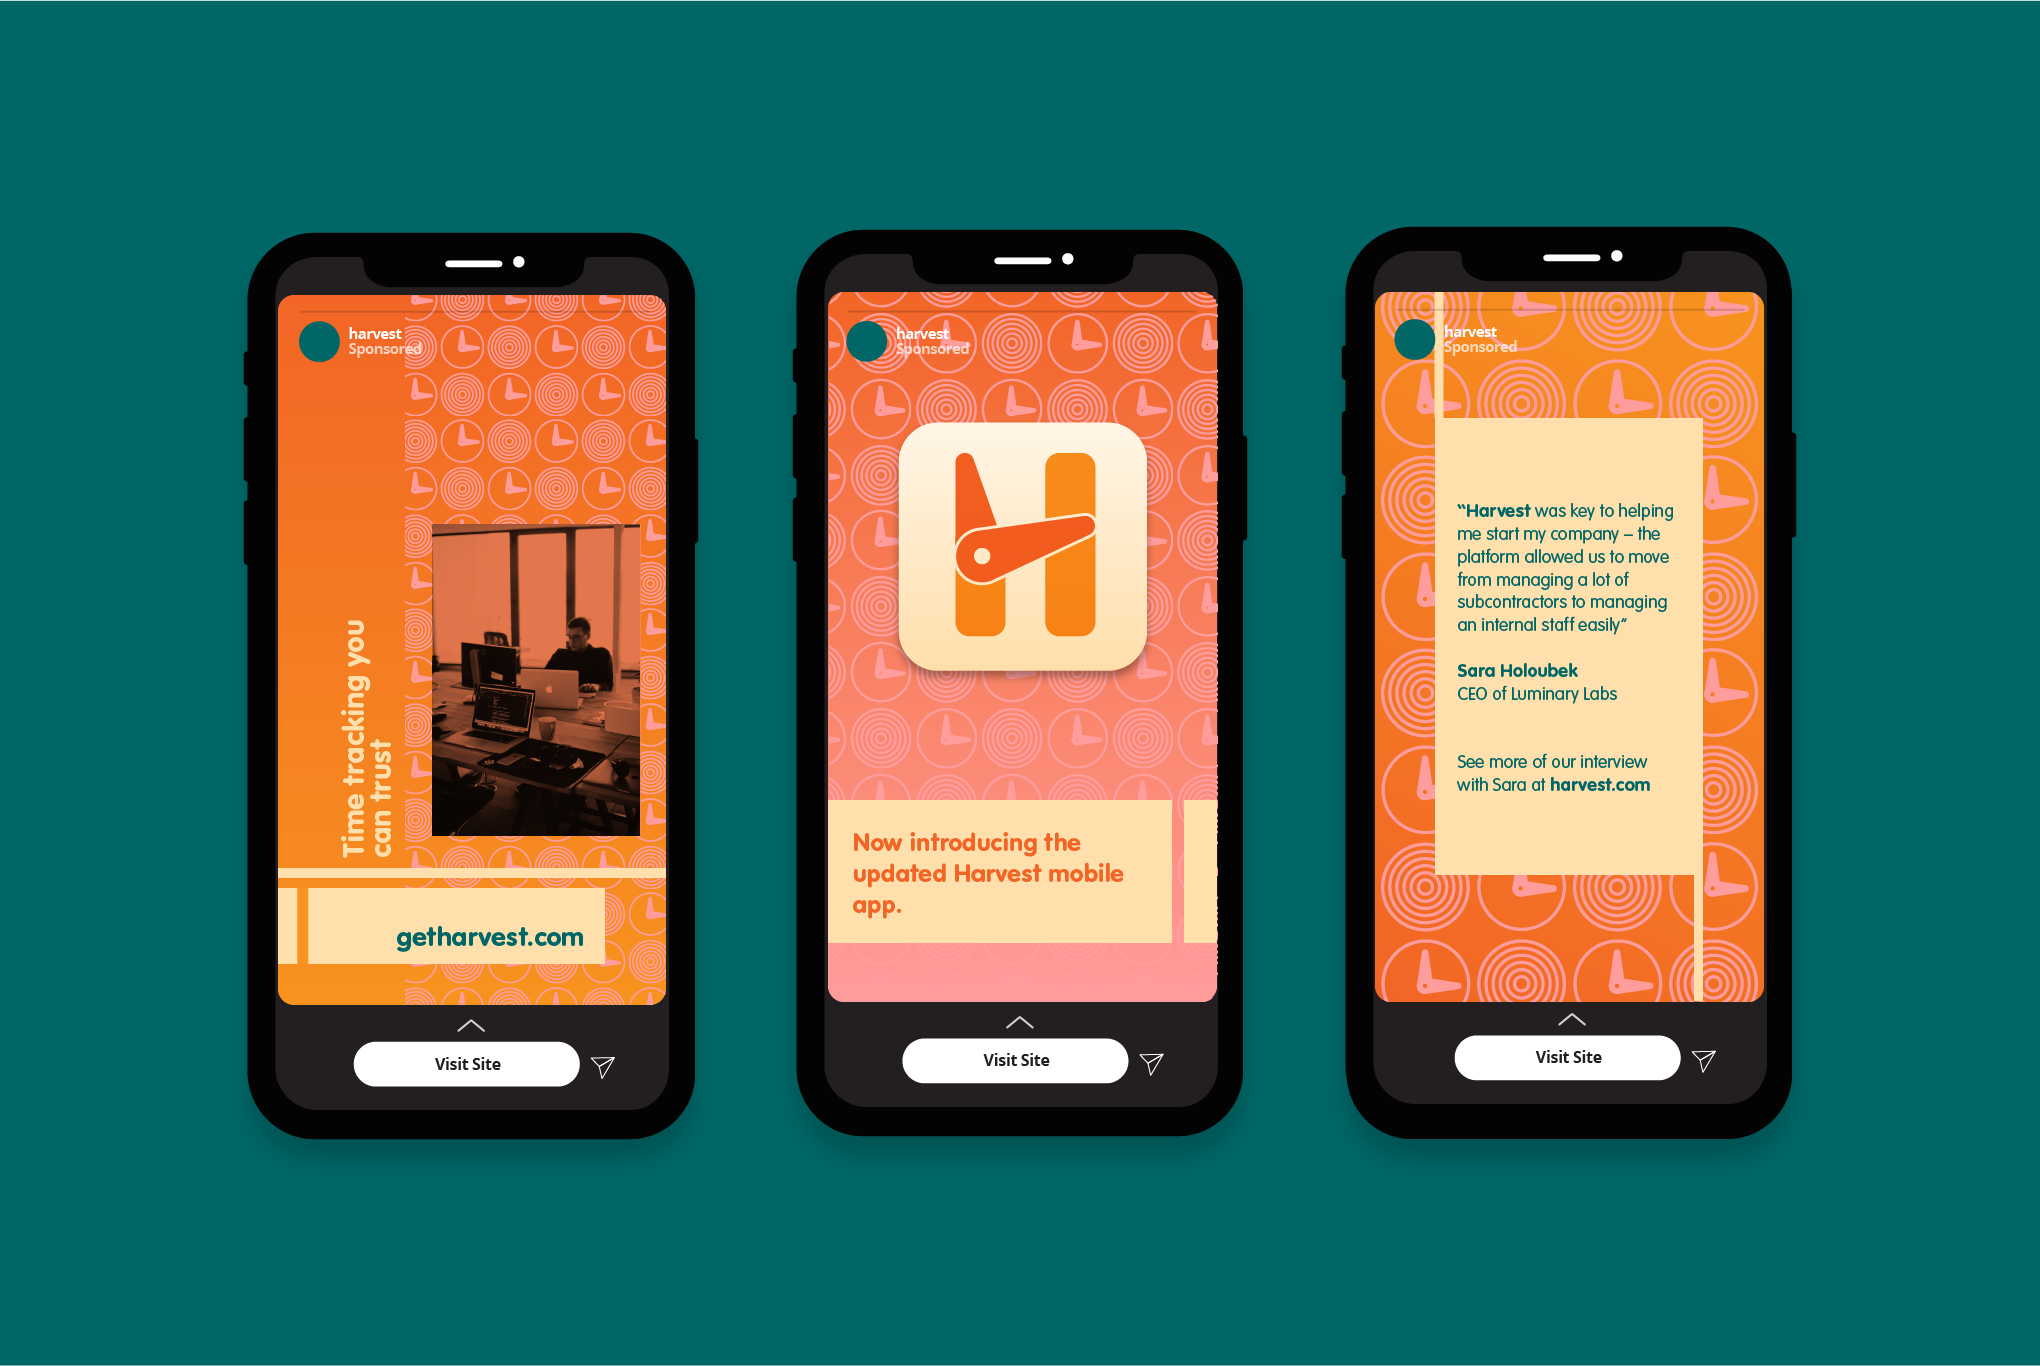 harvest
Sponsored
Time tracking you
can trust
getharvest.com
Visit Site
harvest
Sponsored
H
Now introducing the
updated Harvest mobile
app.
Visit Site
harvest
Sponsored
“Harvest was key to helping
me start my company – the
platform allowed us to move
from managing a lot of
subcontractors to managing
an internal staff easily”
Sara Holoubek
CEO of Luminary Labs
See more of our interview
with Sara at harvest.com
Visit Site